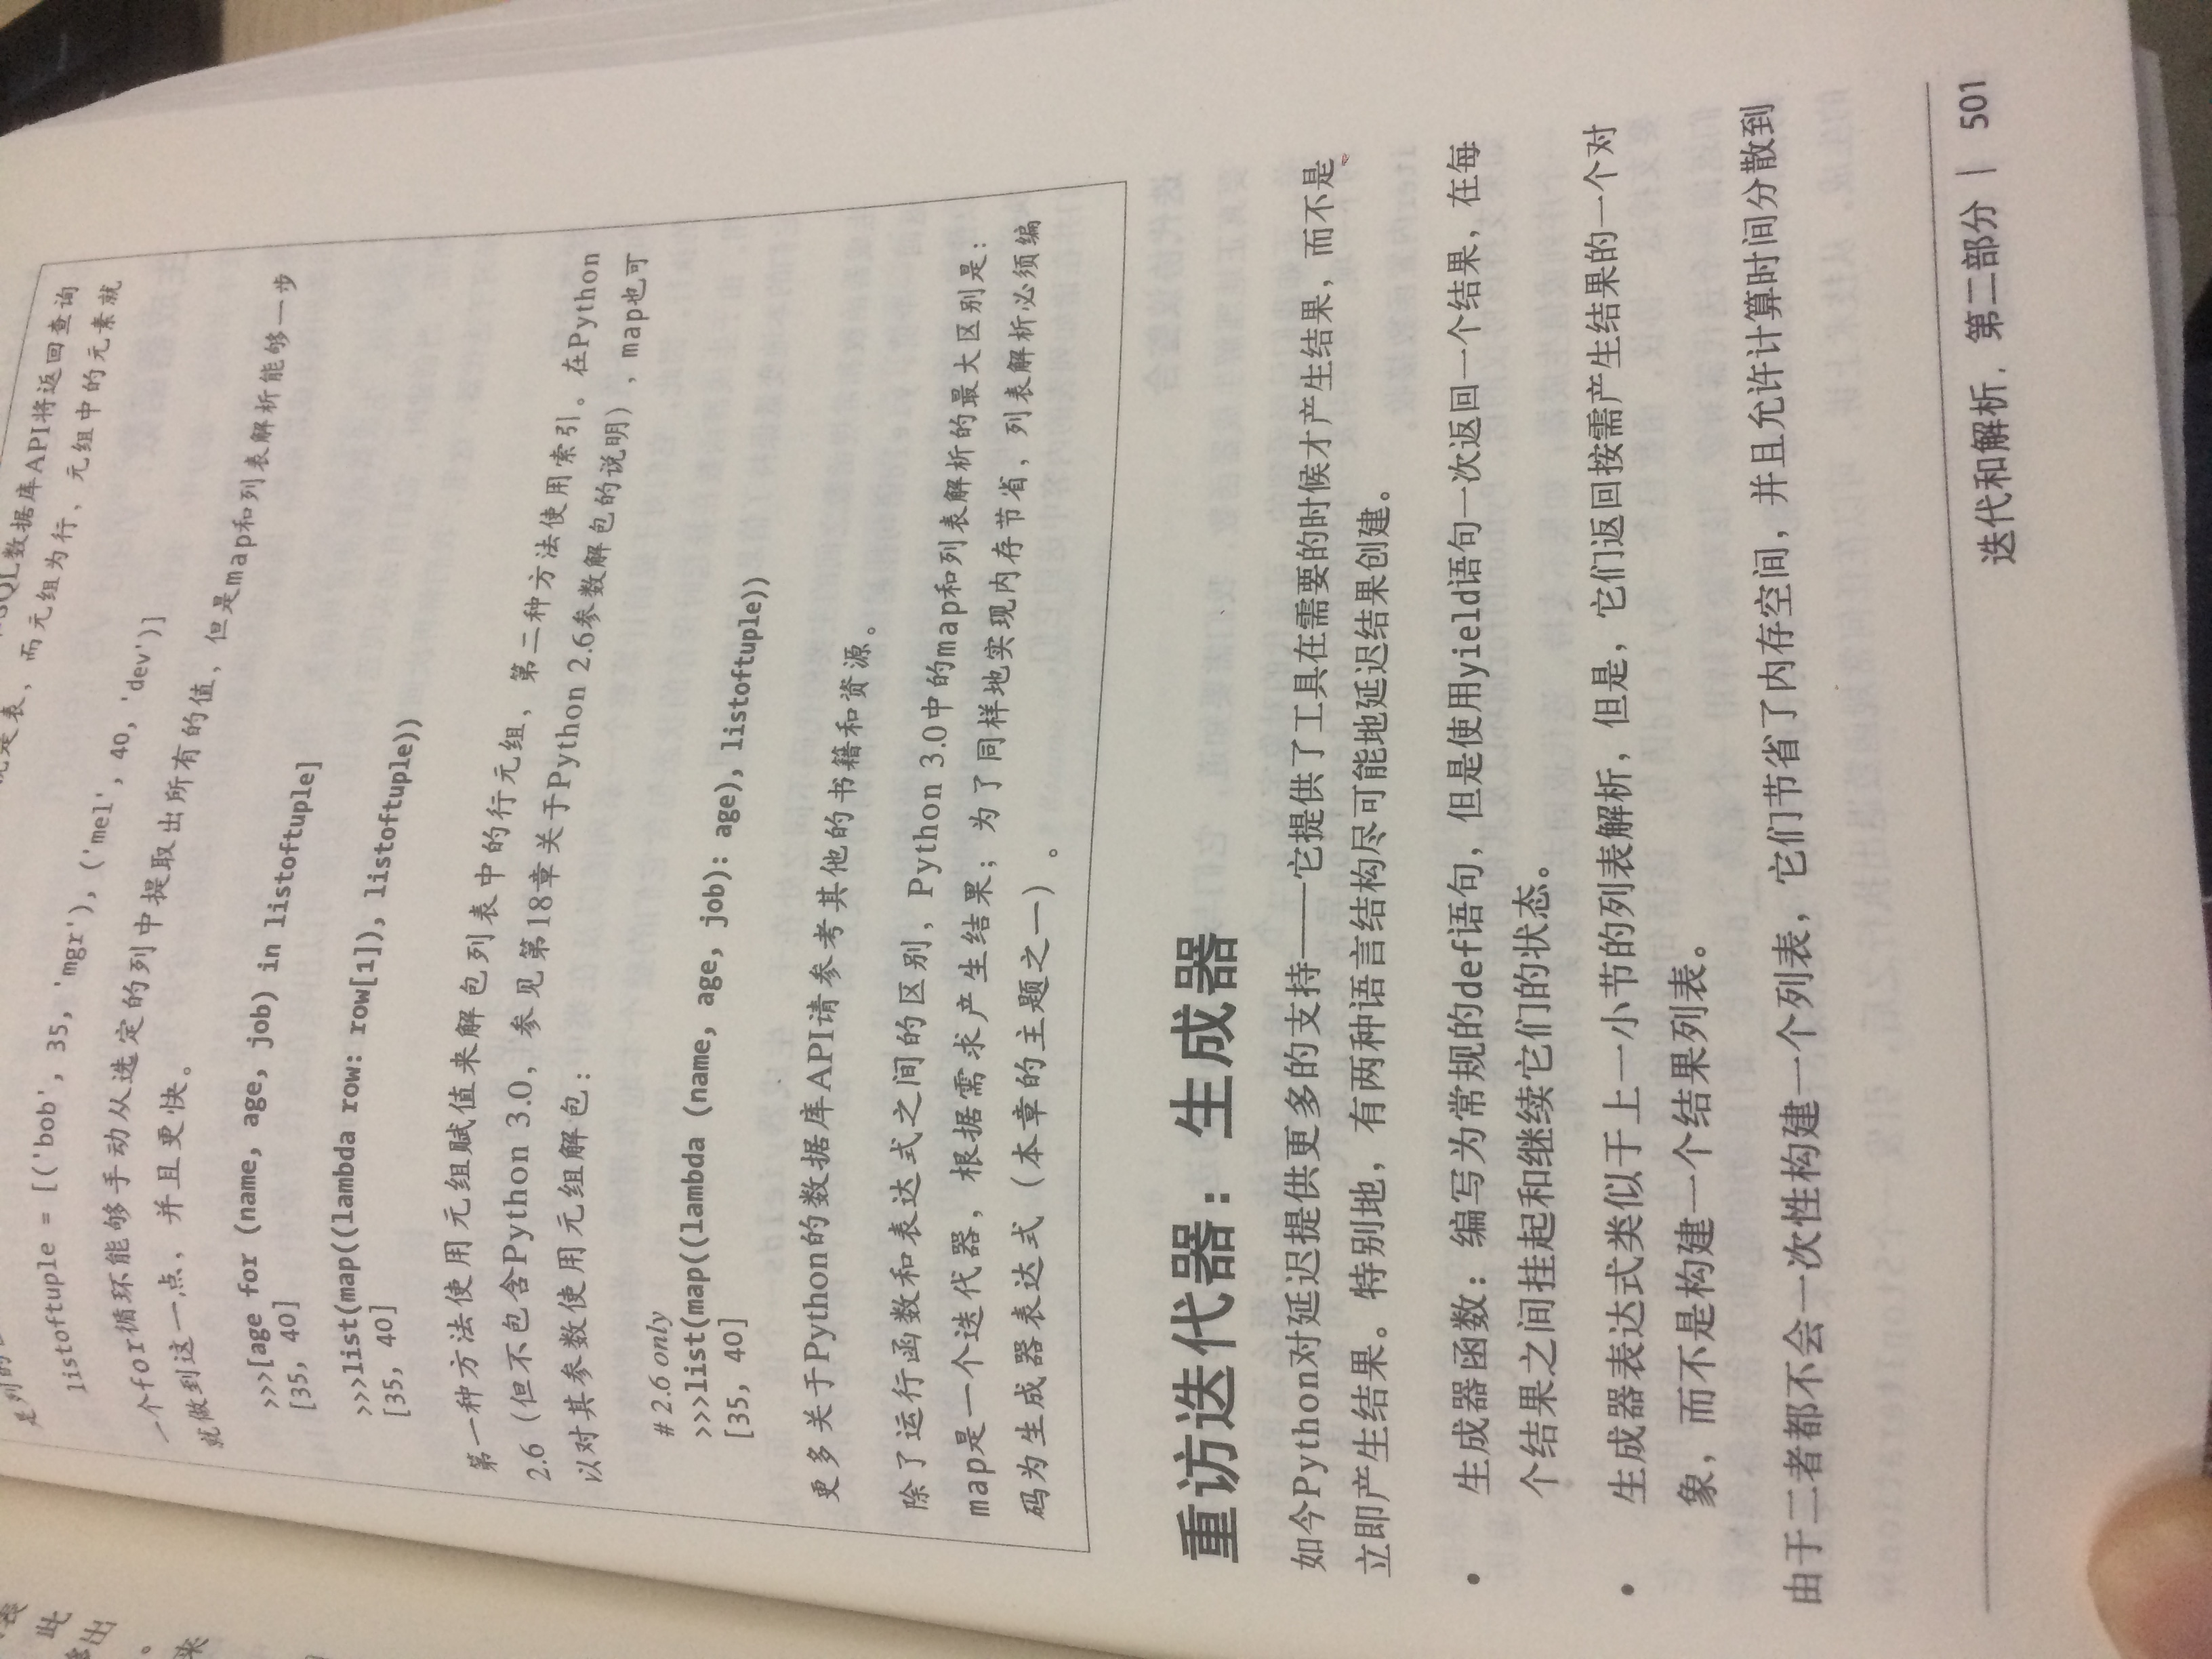 SQL数据库API将返回查询
是表，而元组为行，元组中的元素就
是列的
listoftuple = [('bob', 35, 'mgr'), ('mel', 40, 'dev')]
一个for循环能够手动从选定的列中提取出所有的值，但是map和列表解析能够一步
就做到这一点，并且更快。
>>>[age for (name, age, job) in listoftuple]
[35, 40]
>>>list(map((lambda row: row[1]), listoftuple))
[35, 40]
第一种方法使用元组赋值来解包列表中的行元组，第二种方法使用索引。在Python
2.6（但不包含Python 3.0，参见第18章关于Python 2.6参数解包的说明），map也可
以对其参数使用元组解包：
# 2.6 only
>>>list(map((lambda (name, age, job): age), listoftuple))
[35, 40]
更多关于Python的数据库API请参考其他的书籍和资源。
除了运行函数和表达式之间的区别，Python 3.0中的map和列表解析的最大区别是：
map是一个迭代器，根据需求产生结果；为了同样地实现内存节省，列表解析必须编
码为生成器表达式（本章的主题之一）。
重访迭代器：生成器
如今Python对延迟提供更多的支持——它提供了工具在需要的时候才产生结果，而不是
立即产生结果。特别地，有两种语言结构尽可能地延迟结果创建。
• 生成器函数：编写为常规的def语句，但是使用yield语句一次返回一个结果，在每
个结果之间挂起和继续它们的状态。
• 生成器表达式类似于上一小节的列表解析，但是，它们返回按需产生结果的一个对
象，而不是构建一个结果列表。
由于二者都不会一次性构建一个列表，它们节省了内存空间，并且允许计算时间分散到
迭代和解析，第二部分 | 501